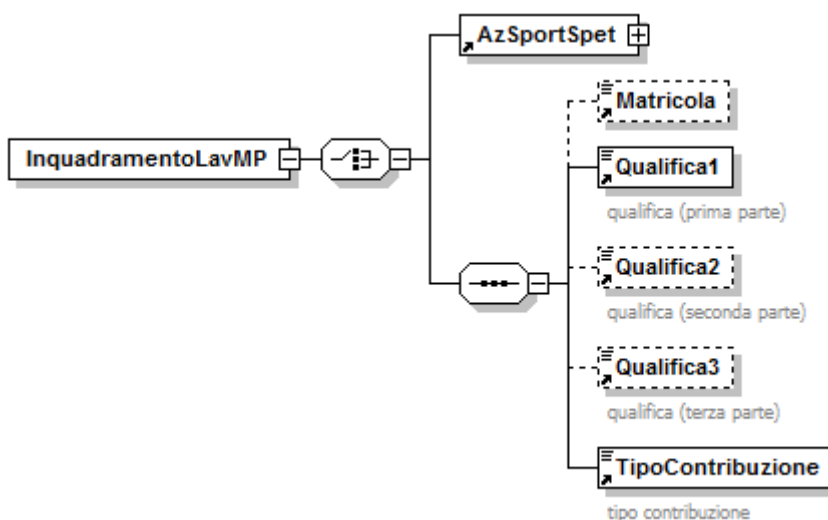 AzSportSpet
Matricola
InquadramentoLavMP
Qualifica1
qualifica (prima parte)
Qualifica2
qualifica (seconda parte)
Qualifica3
qualifica (terza parte)
TipoContribuzione
tipo contribuzione